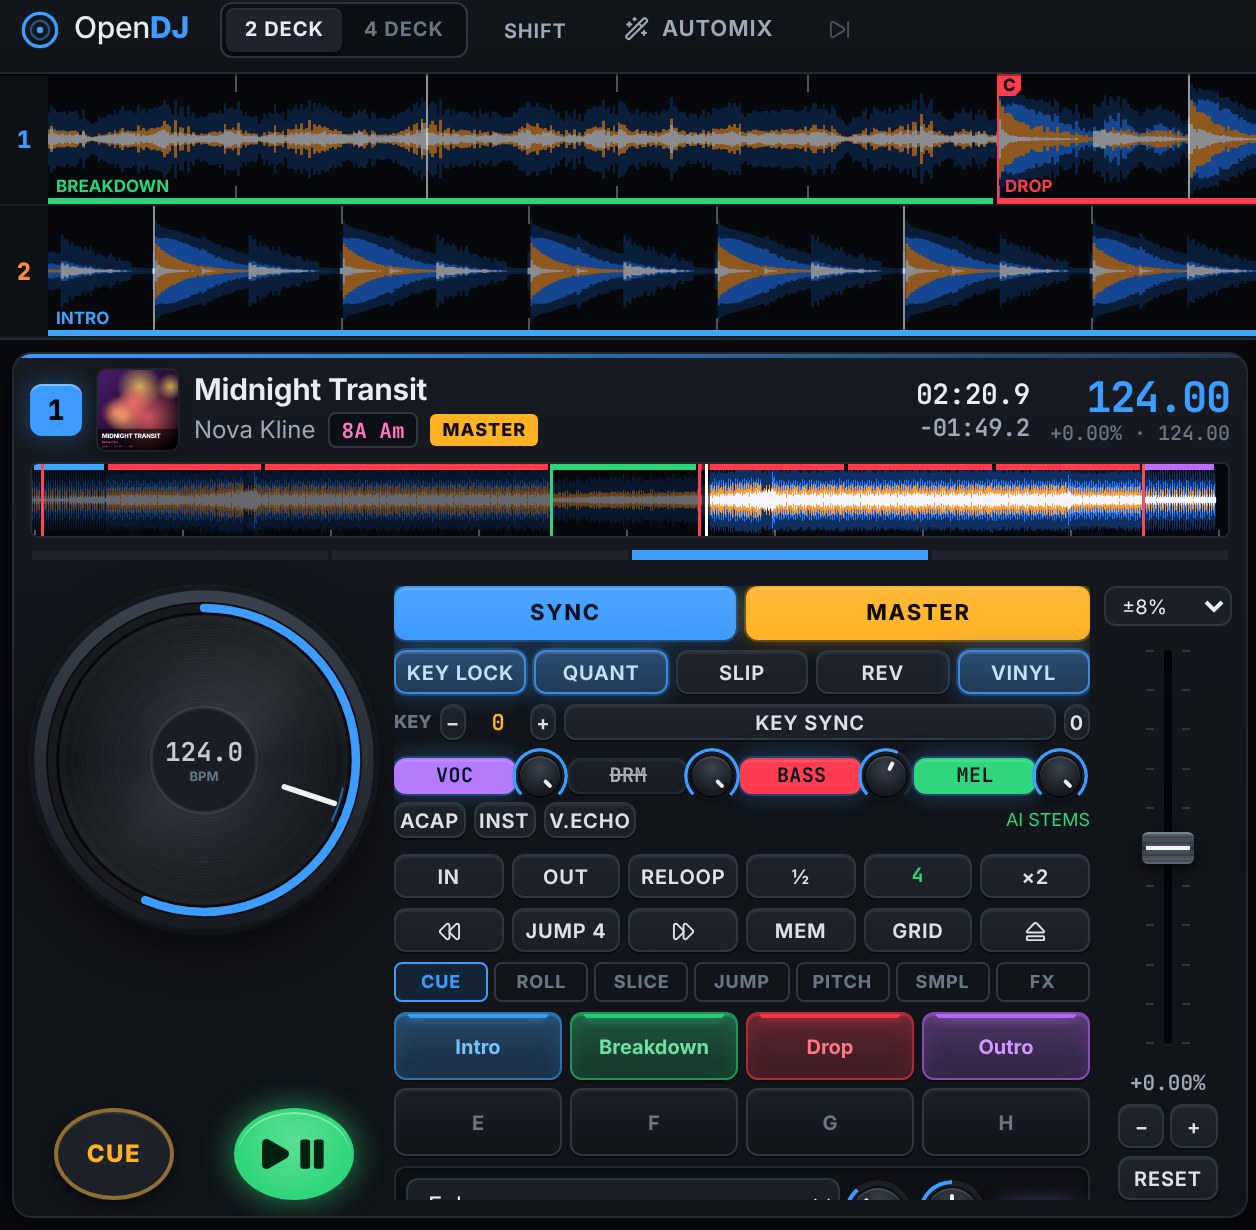 OpenDJ 2 DECK 4 DECK SHIFT AUTOMIX
C
1
BREAKDOWN DROP
2
INTRO
1 Midnight Transit 02:20.9 124.00
Nova Kline 8A Am MASTER -01:49.2 +0.00% · 124.00
MIDNIGHT TRANSIT
SYNC MASTER ±8%
KEY LOCK QUANT SLIP REV VINYL
KEY − 0 + KEY SYNC 0
124.0
BPM
VOC DRM BASS MEL
ACAP INST V.ECHO AI STEMS
IN OUT RELOOP ½ 4 ×2
JUMP 4 MEM GRID
CUE ROLL SLICE JUMP PITCH SMPL FX
Intro Breakdown Drop Outro
+0.00%
E F G H
− +
CUE
RESET